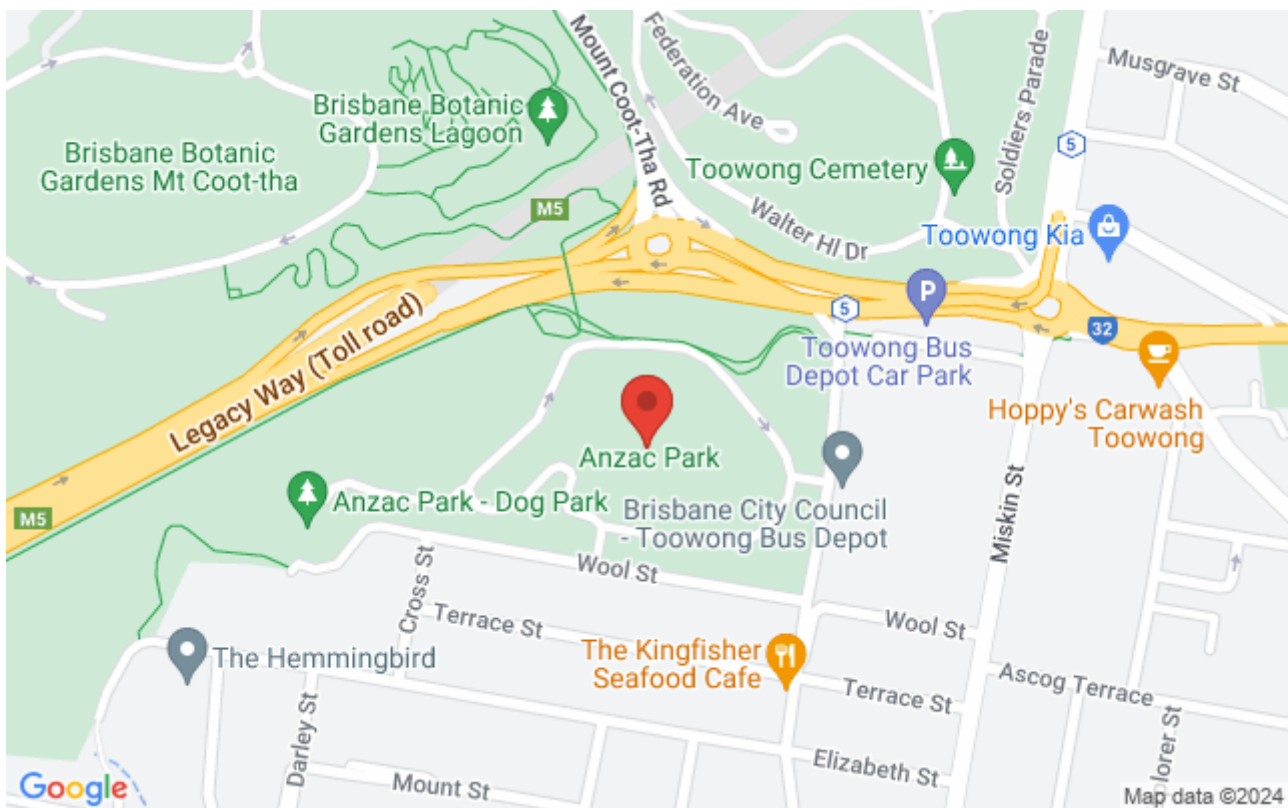 Mount Coot-Tha Rd
Federation Ave
Soldiers Parade
Musgrave St
Brisbane Botanic
Gardens Lagoon
5
Brisbane Botanic
Gardens Mt Coot-tha
Toowong Cemetery
M5
Walter Hl Dr
Toowong Kia
P
5
32
Legacy Way (Toll road)
Toowong Bus
Depot Car Park
Hoppy's Carwash
Toowong
Anzac Park
Anzac Park - Dog Park
Brisbane City Council
- Toowong Bus Depot
M5
Miskin St
Wool St
Cross St
Terrace St
Wool St
The Hemmingbird
The Kingfisher
Seafood Cafe
Ascog Terrace
Terrace St
Darley St
Elizabeth St
Mount St
Google
Map data ©2024